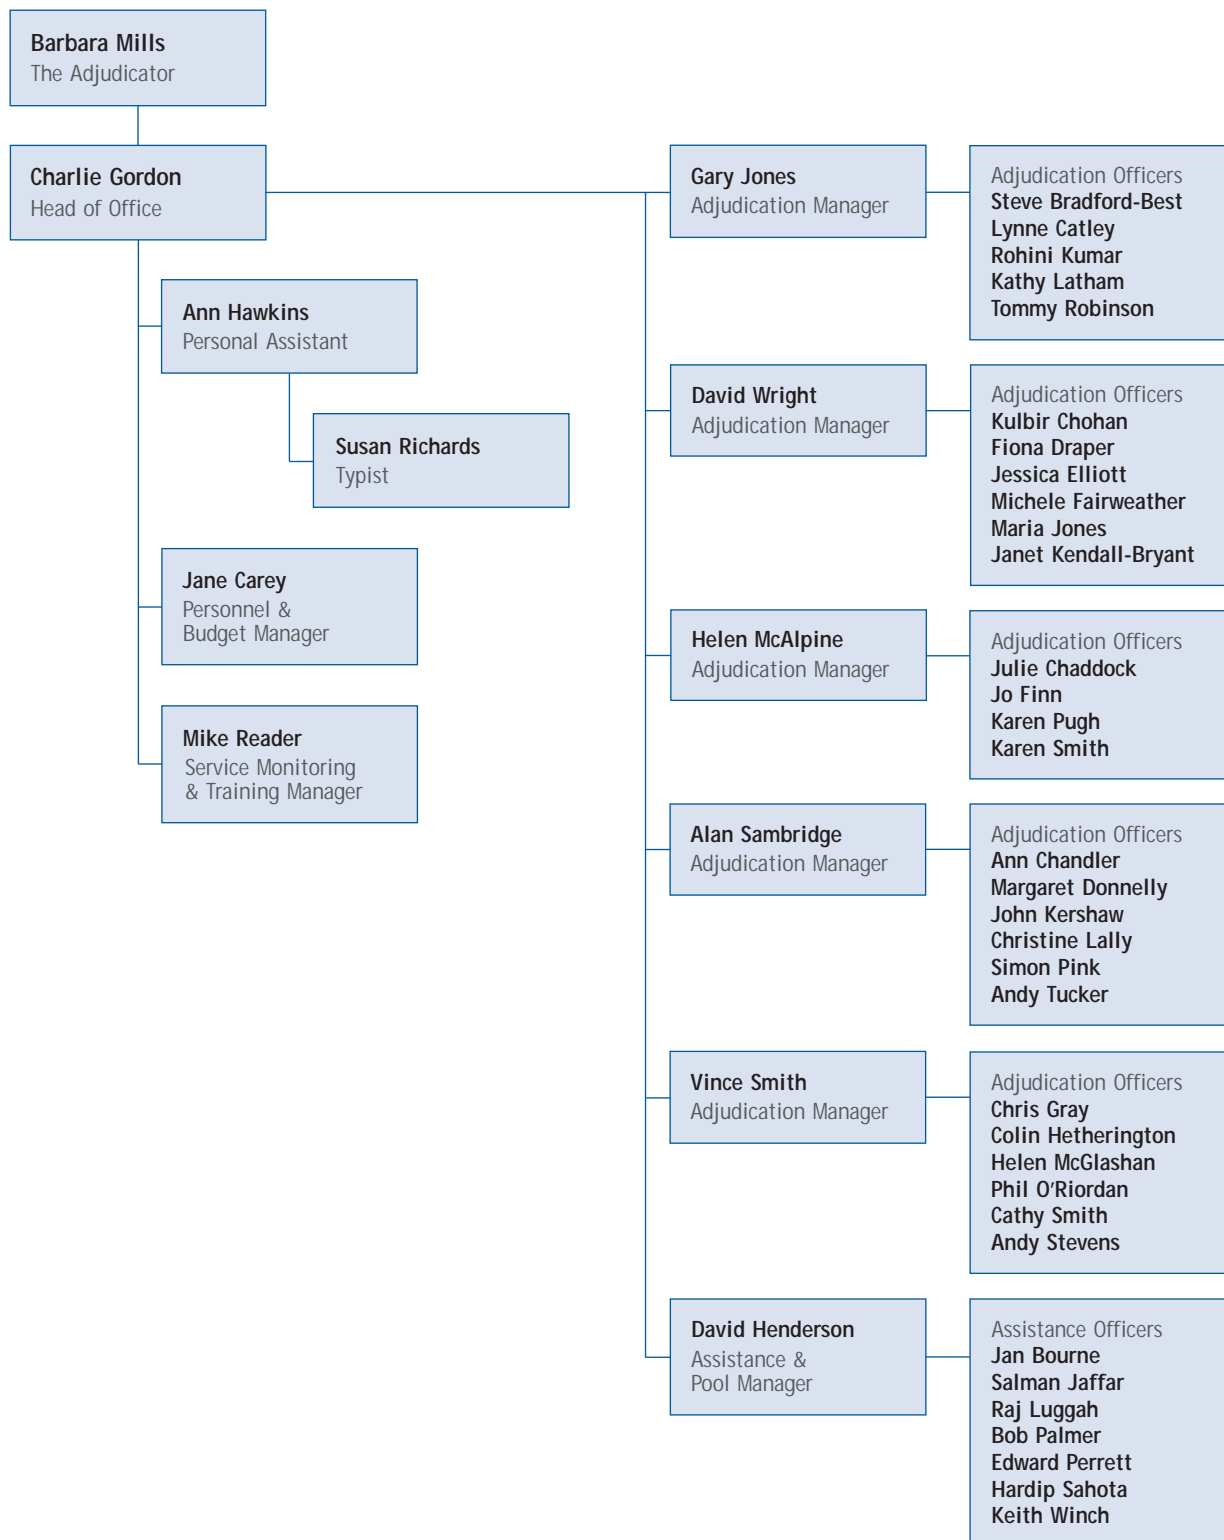 Barbara Mills
The Adjudicator
Charlie Gordon
Head of Office
Ann Hawkins
Personal Assistant
Susan Richards
Typist
Jane Carey
Personnel &
Budget Manager
Mike Reader
Service Monitoring
& Training Manager
Gary Jones
Adjudication Manager
Adjudication Officers
Steve Bradford-Best
Lynne Catley
Rohini Kumar
Kathy Latham
Tommy Robinson
David Wright
Adjudication Manager
Adjudication Officers
Kulbir Chohan
Fiona Draper
Jessica Elliott
Michele Fairweather
Maria Jones
Janet Kendall-Bryant
Helen McAlpine
Adjudication Manager
Adjudication Officers
Julie Chaddock
Jo Finn
Karen Pugh
Karen Smith
Alan Sambridge
Adjudication Manager
Adjudication Officers
Ann Chandler
Margaret Donnelly
John Kershaw
Christine Lally
Simon Pink
Andy Tucker
Vince Smith
Adjudication Manager
Adjudication Officers
Chris Gray
Colin Hetherington
Helen McGlashan
Phil O'Riordan
Cathy Smith
Andy Stevens
David Henderson
Assistance &
Pool Manager
Assistance Officers
Jan Bourne
Salman Jaffar
Raj Luggah
Bob Palmer
Edward Perrett
Hardip Sahota
Keith Winch